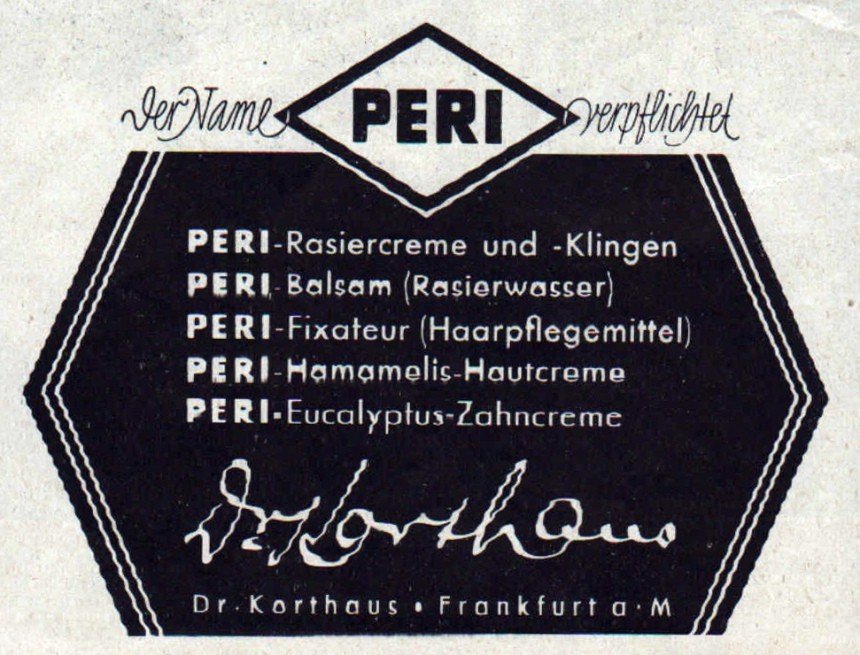 Der Name PERI verpflichtet
PERI-Rasiercreme und -Klingen
PERI-Balsam (Rasierwasser)
PERI-Fixateur (Haarpflegemittel)
PERI-Hamamelis-Hautcreme
PERI-Eucalyptus-Zahncreme
Dr. Korthaus
Dr. Korthaus • Frankfurt a. M